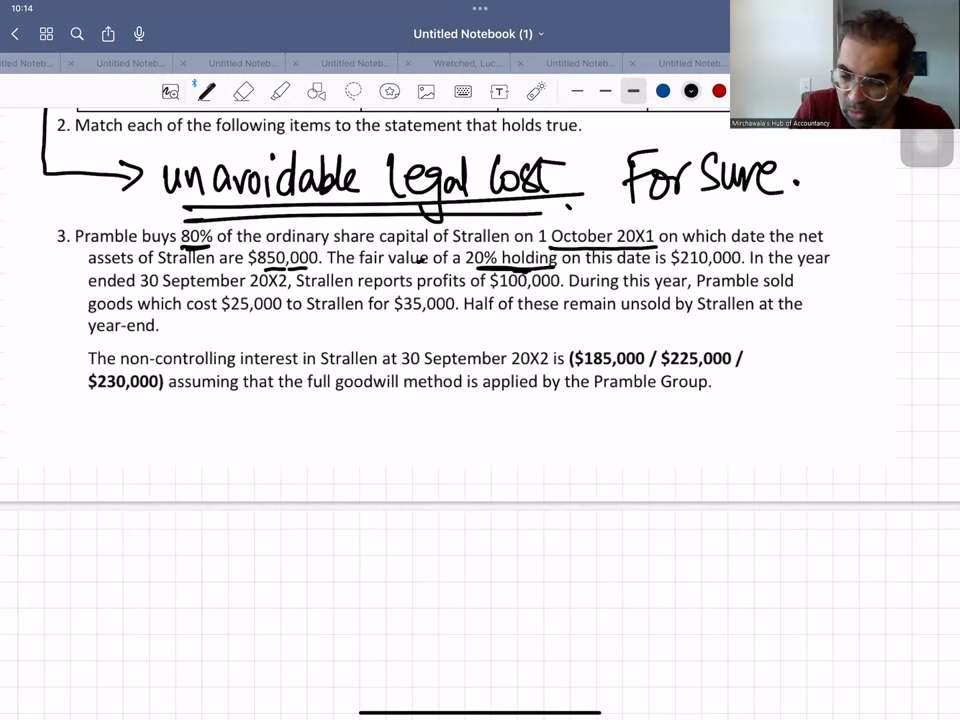 10:14
Untitled Notebook (1)
tled Noteb...
Untitled Noteb...
Untitled Noteb...
Untitled Noteb...
Wretched, Luc...
Untitled Noteb...
Untitled Noteb
Mirchawala's Hub of Accountancy
2. Match each of the following items to the statement that holds true.
unavoidable legal cost. For sure.
3. Pramble buys 80% of the ordinary share capital of Strallen on 1 October 20X1 on which date the net
assets of Strallen are $850,000. The fair value of a 20% holding on this date is $210,000. In the year
ended 30 September 20X2, Strallen reports profits of $100,000. During this year, Pramble sold
goods which cost $25,000 to Strallen for $35,000. Half of these remain unsold by Strallen at the
year-end.
The non-controlling interest in Strallen at 30 September 20X2 is ($185,000 / $225,000 /
$230,000) assuming that the full goodwill method is applied by the Pramble Group.